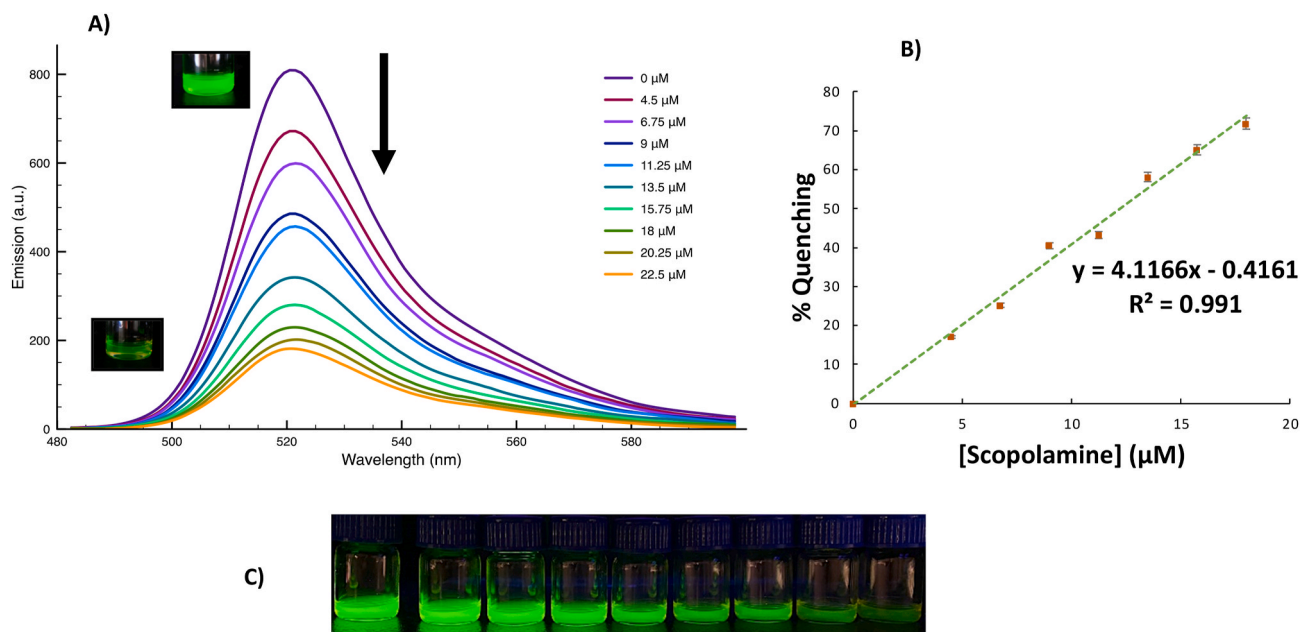 A)
Emission (a.u.)
800
600
400
200
0
480
500
520
540
560
580
Wavelength (nm)
0 μM
4.5 μM
6.75 μM
9 μM
11.25 μM
13.5 μM
15.75 μM
18 μM
20.25 μM
22.5 μM
B)
% Quenching
80
70
60
50
40
30
20
10
0
0
5
10
15
20
y = 4.1166x - 0.4161
R² = 0.991
[Scopolamine] (μM)
C)